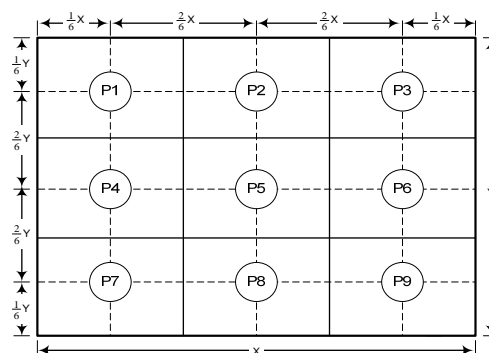 1/6 X 2/6 X 2/6 X 1/6 X
1/6 Y
P1 P2 P3
2/6 Y
P4 P5 P6
2/6 Y
P7 P8 P9
1/6 Y
X